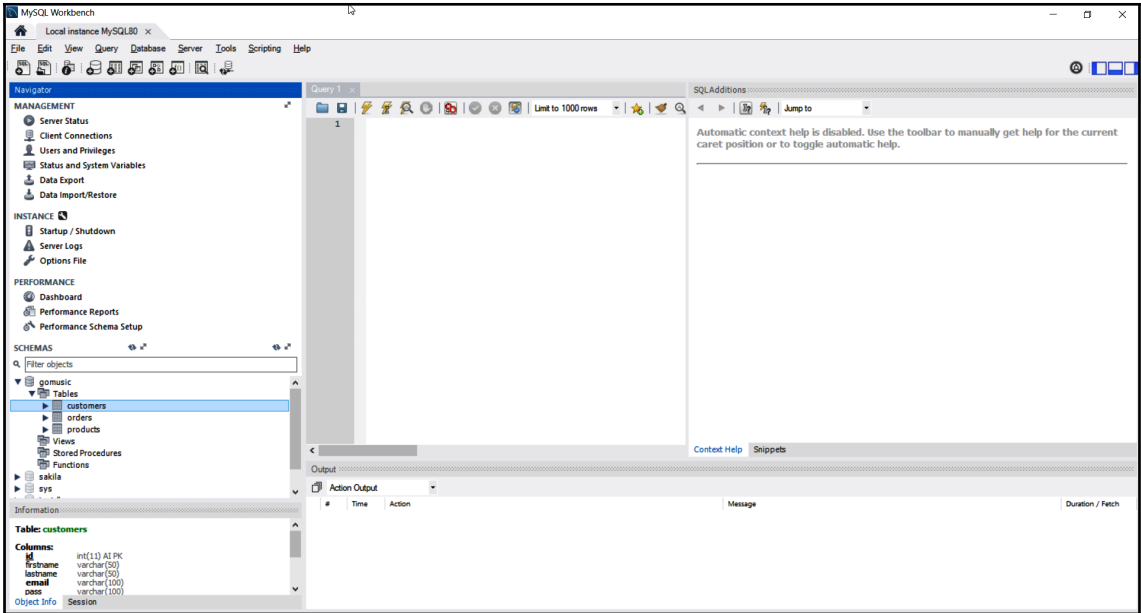 MySQL Workbench
Local instance MySQL80
File Edit View Query Database Server Tools Scripting Help
Navigator
MANAGEMENT
Server Status
Client Connections
Users and Privileges
Status and System Variables
Data Export
Data Import/Restore
INSTANCE
Startup / Shutdown
Server Logs
Options File
PERFORMANCE
Dashboard
Performance Reports
Performance Schema Setup
SCHEMAS
Filter objects
gomusic
Tables
customers
orders
products
Views
Stored Procedures
Functions
sakila
sys
Information
Table: customers
Columns:
id int(11) AI PK
firstname varchar(50)
lastname varchar(50)
email varchar(100)
pass varchar(100)
Object Info Session
Query 1
Limit to 1000 rows
1
SQLAdditions
Jump to
Automatic context help is disabled. Use the toolbar to manually get help for the current
caret position or to toggle automatic help.
Context Help Snippets
Output
Action Output
# Time Action Message Duration / Fetch